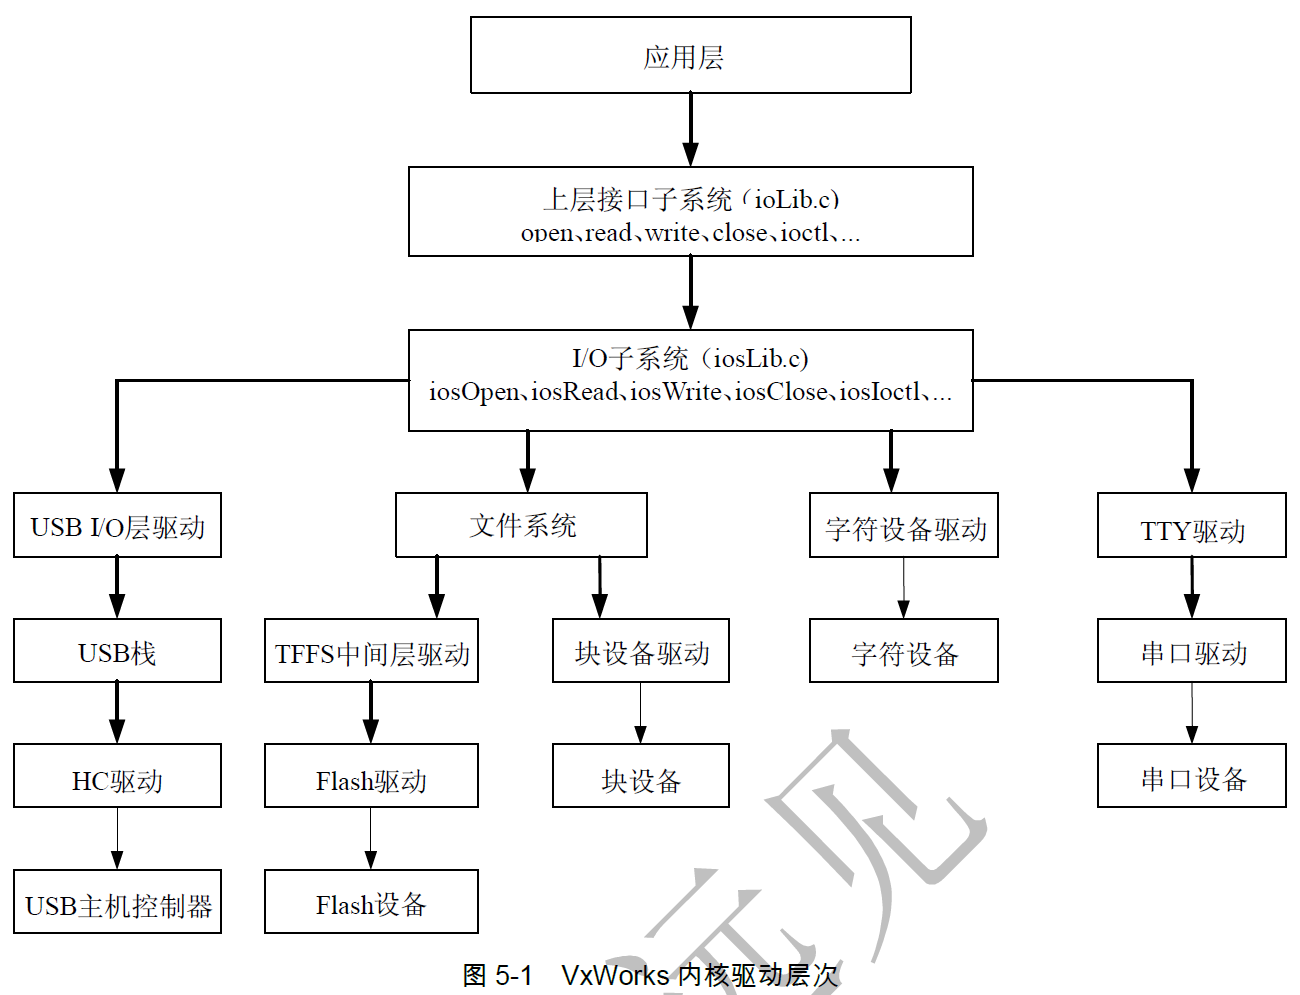 应用层
上层接口子系统（ioLib.c)
open、read、write、close、ioctl、...
I/O子系统（iosLib.c)
iosOpen、iosRead、iosWrite、iosClose、iosIoctl、...
USB I/O层驱动
文件系统
字符设备驱动
TTY驱动
USB栈
TFFS中间层驱动
块设备驱动
字符设备
串口驱动
HC驱动
Flash驱动
块设备
串口设备
USB主机控制器
Flash设备
远见
图 5-1 VxWorks 内核驱动层次